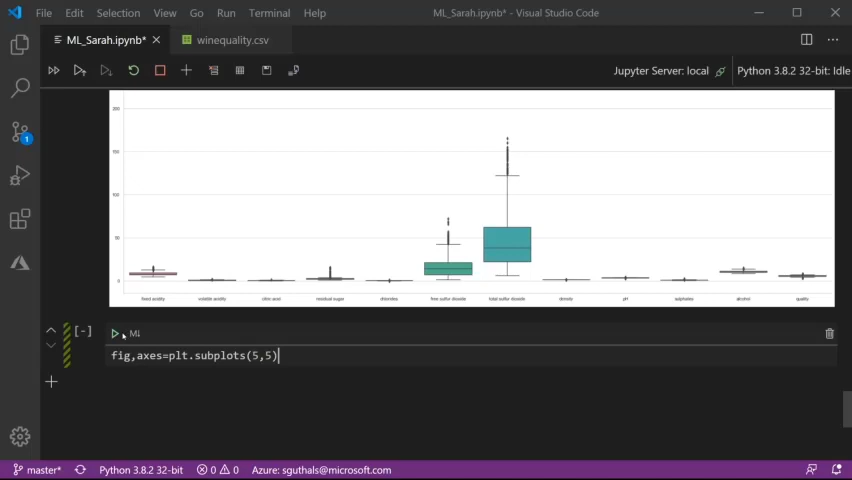 File Edit Selection View Go Run Terminal Help ML_Sarah.ipynb* - Visual Studio Code
ML_Sarah.ipynb* winequality.csv
Jupyter Server: local Python 3.8.2 32-bit: Idle
200
150
100
50
0
fixed acidity volatile acidity citric acid residual sugar chlorides free sulfur dioxide total sulfur dioxide density pH sulphates alcohol quality
1
[-] M↓
fig,axes=plt.subplots(5,5)
master* Python 3.8.2 32-bit 0 0 Azure: sguthals@microsoft.com